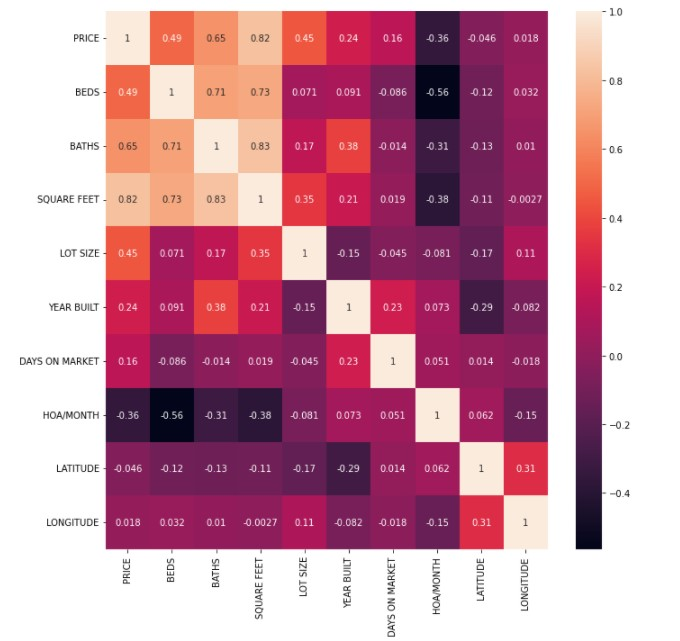 PRICE 1 0.49 0.65 0.82 0.45 0.24 0.16 -0.36 -0.046 0.018
BEDS 0.49 1 0.71 0.73 0.071 0.091 -0.086 -0.56 -0.12 0.032
BATHS 0.65 0.71 1 0.83 0.17 0.38 -0.014 -0.31 -0.13 0.01
SQUARE FEET 0.82 0.73 0.83 1 0.35 0.21 0.019 -0.38 -0.11 -0.0027
LOT SIZE 0.45 0.071 0.17 0.35 1 -0.15 -0.045 -0.081 -0.17 0.11
YEAR BUILT 0.24 0.091 0.38 0.21 -0.15 1 0.23 0.073 -0.29 -0.082
DAYS ON MARKET 0.16 -0.086 -0.014 0.019 -0.045 0.23 1 0.051 0.014 -0.018
HOA/MONTH -0.36 -0.56 -0.31 -0.38 -0.081 0.073 0.051 1 0.062 -0.15
LATITUDE -0.046 -0.12 -0.13 -0.11 -0.17 -0.29 0.014 0.062 1 0.31
LONGITUDE 0.018 0.032 0.01 -0.0027 0.11 -0.082 -0.018 -0.15 0.31 1
PRICE
BEDS
BATHS
SQUARE FEET
LOT SIZE
YEAR BUILT
DAYS ON MARKET
HOA/MONTH
LATITUDE
LONGITUDE
1.0
0.8
0.6
0.4
0.2
0.0
−0.2
−0.4